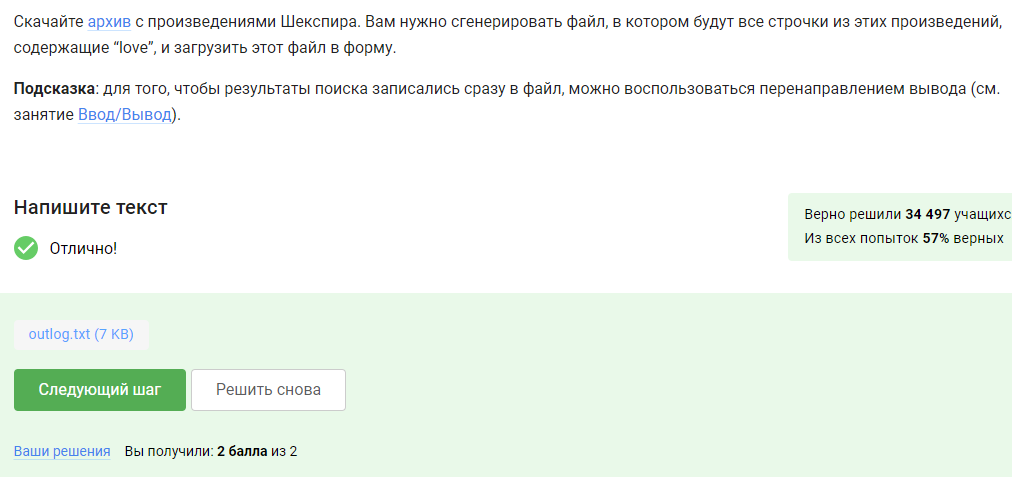 Скачайте архив с произведениями Шекспира. Вам нужно сгенерировать файл, в котором будут все строчки из этих произведений,
содержащие “love”, и загрузить этот файл в форму.
Подсказка: для того, чтобы результаты поиска записались сразу в файл, можно воспользоваться перенаправлением вывода (см.
занятие Ввод/Вывод).
Напишите текст
Верно решили 34 497 учащихс
Отлично!
Из всех попыток 57% верных
outlog.txt (7 KB)
Следующий шаг
Решить снова
Ваши решения Вы получили: 2 балла из 2